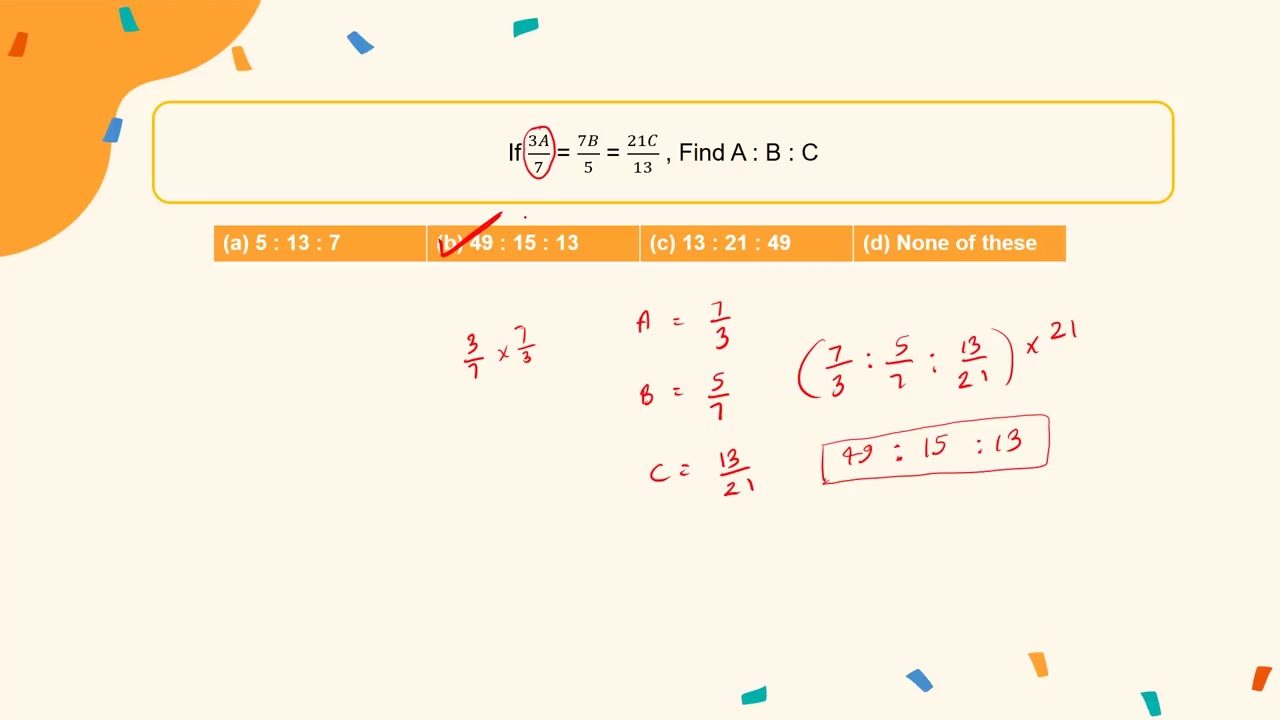 If 3A/7 = 7B/5 = 21C/13 , Find A : B : C
(a) 5 : 13 : 7
(b) 49 : 15 : 13
(c) 13 : 21 : 49
(d) None of these
3/7 × 7/3
A = 7/3
B = 5/7
C = 13/21
(7/3 : 5/7 : 13/21) × 21
49 : 15 : 13